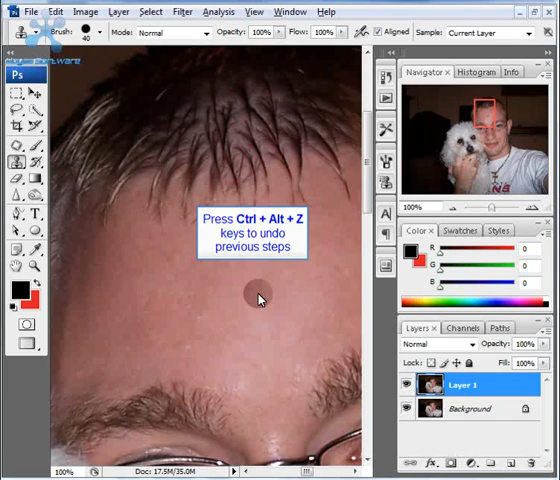 File Edit Image Layer Select Filter Analysis View Window Help
Brush: 40 Mode: Normal Opacity: 100% Flow: 100% Aligned Sample: Current Layer
Ps
Navigator Histogram Info
100%
Press Ctrl + Alt + Z
keys to undo
previous steps
Color Swatches Styles
R 0
G 0
B 0
Layers Channels Paths
Normal Opacity: 100%
Lock: Fill: 100%
Layer 1
Background
100% Doc: 17.5M/35.0M